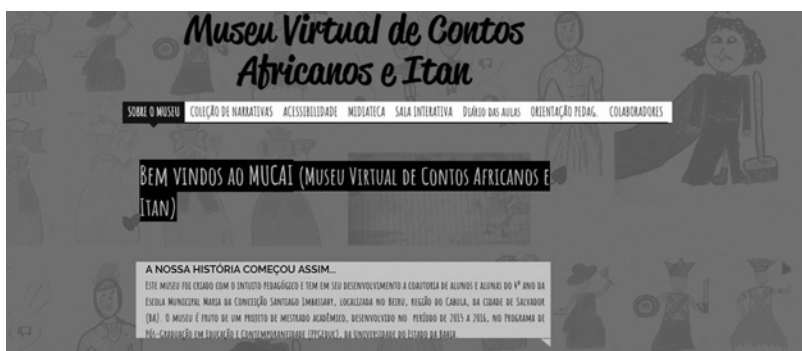 Museu Virtual de Contos
Africanos e Itan
SOBRE O MUSEU COLEÇÃO DE NARRATIVAS ACESSIBILIDADE MIDIATECA SALA INTERATIVA DIÁRIO DAS AULAS ORIENTAÇÃO PEDAG. COLABORADORES
BEM VINDOS AO MUCAI (MUSEU VIRTUAL DE CONTOS AFRICANOS E
ITAN)
A NOSSA HISTÓRIA COMEÇOU ASSIM...
ESTE MUSEU FOI CRIADO COM O INTUITO PEDAGÓGICO E TEM EM SEU DESENVOLVIMENTO A COAUTORIA DE ALUNOS E ALUNAS DO 4º ANO DA
ESCOLA MUNICIPAL MARIA DA CONCEIÇÃO SANTIAGO IMBASSAHY, LOCALIZADA NO BEIRU, REGIÃO DO CABULA, DA CIDADE DE SALVADOR
(BA). O MUSEU É FRUTO DE UM PROJETO DE MESTRADO ACADÊMICO, DESENVOLVIDO NO PERÍODO DE 2015 A 2016, NO PROGRAMA DE
PÓS-GRADUAÇÃO EM EDUCAÇÃO E CONTEMPORANEIDADE (PPGEDUC), DA UNIVERSIDADE DO ESTADO DA BAHIA